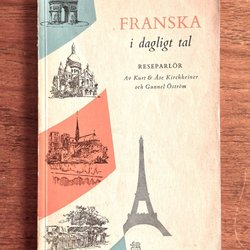 FRANSKA
i dagligt tal
RESEPARLÖR
Av Kurt & Åse Kirchheiner
och Gunnel Öström